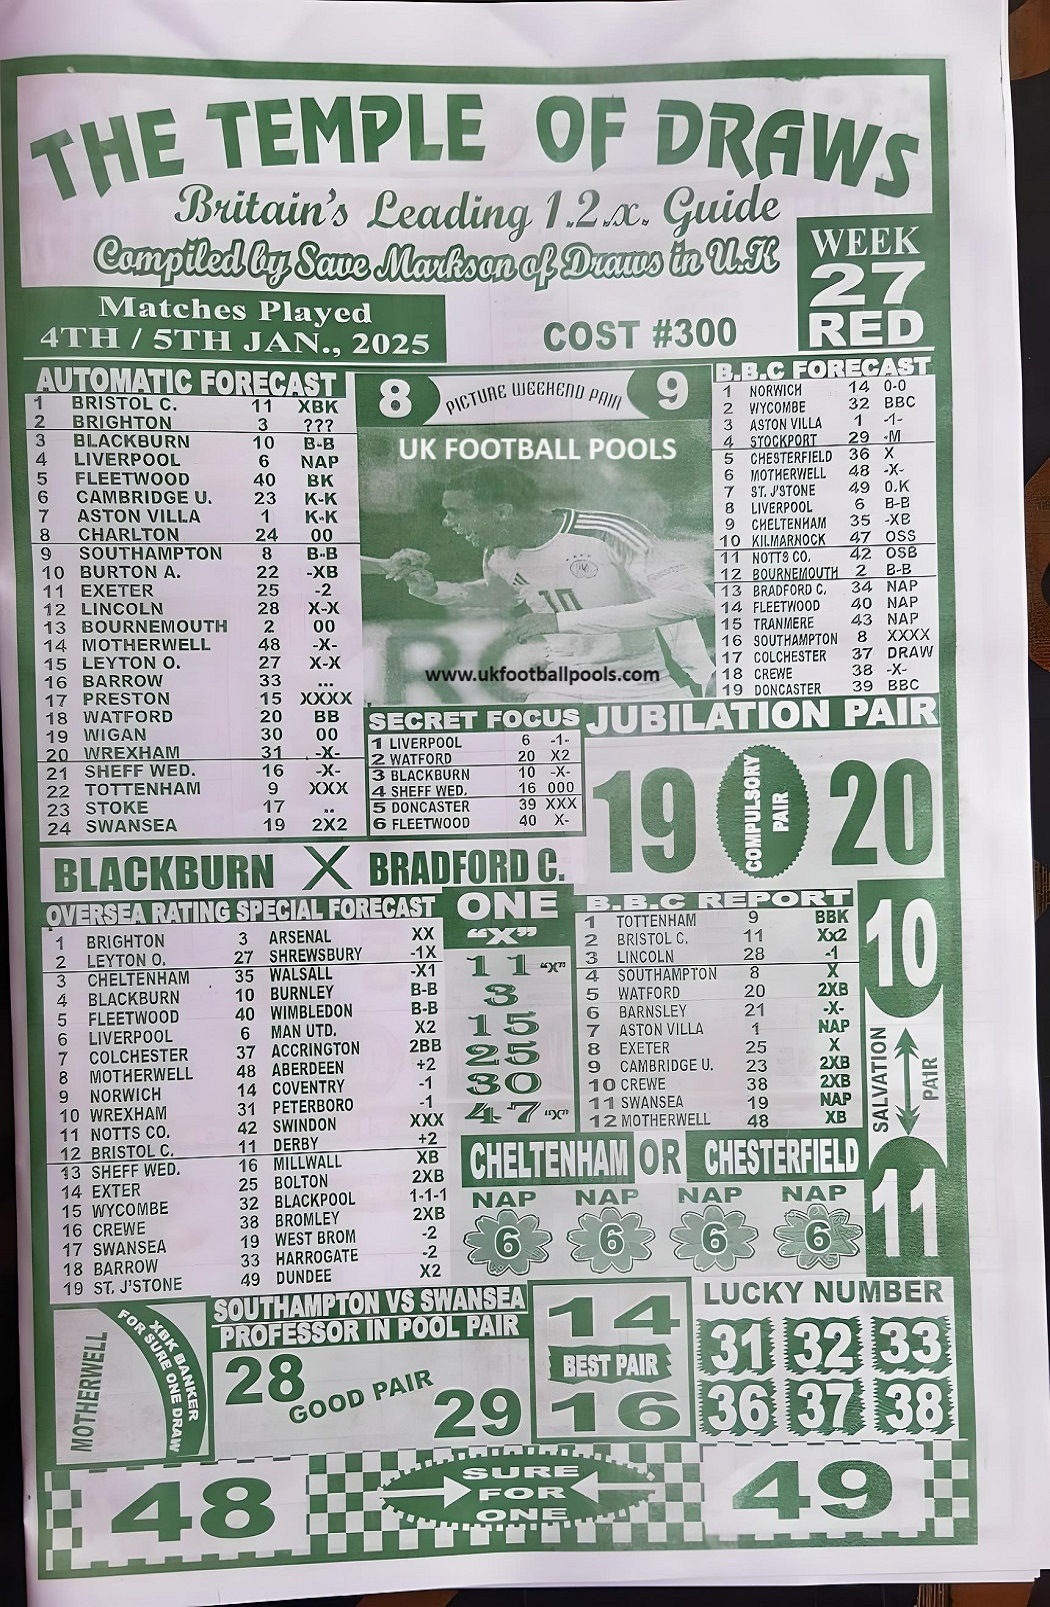 THE TEMPLE OF DRAWS
Britain's Leading 1.2.x. Guide
Compiled by Save Markson of Draws in U.K
WEEK
27
RED
Matches Played
4TH / 5TH JAN., 2025
COST #300
AUTOMATIC FORECAST
1 BRISTOL C. 11 XBK
2 BRIGHTON 3 ???
3 BLACKBURN 10 B-B
4 LIVERPOOL 6 NAP
5 FLEETWOOD 40 BK
6 CAMBRIDGE U. 23 K-K
7 ASTON VILLA 1 K-K
8 CHARLTON 24 00
9 SOUTHAMPTON 8 B-B
10 BURTON A. 22 -XB
11 EXETER 25 -2
12 LINCOLN 28 X-X
13 BOURNEMOUTH 2 00
14 MOTHERWELL 48 -X-
15 LEYTON O. 27 X-X
16 BARROW 33 ...
17 PRESTON 15 XXXX
18 WATFORD 20 BB
19 WIGAN 30 00
20 WREXHAM 31 -X-
21 SHEFF WED. 16 -X-
22 TOTTENHAM 9 XXX
23 STOKE 17 ..
24 SWANSEA 19 2X2
8 PICTURE WEEKEND PAIN 9
UK FOOTBALL POOLS
10
www.ukfootballpools.com
B.B.C FORECAST
1 NORWICH 14 0-0
2 WYCOMBE 32 BBC
3 ASTON VILLA 1 -1-
4 STOCKPORT 29 -M
5 CHESTERFIELD 36 X
6 MOTHERWELL 48 -X-
7 ST. J'STONE 49 0.K
8 LIVERPOOL 6 B-B
9 CHELTENHAM 35 -XB
10 KILMARNOCK 47 OSS
11 NOTTS CO. 42 OSB
12 BOURNEMOUTH 2 B-B
13 BRADFORD C. 34 NAP
14 FLEETWOOD 40 NAP
15 TRANMERE 43 NAP
16 SOUTHAMPTON 8 XXXX
17 COLCHESTER 37 DRAW
18 CREWE 38 -X-
19 DONCASTER 39 BBC
SECRET FOCUS
1 LIVERPOOL 6 -1-
2 WATFORD 20 X2
3 BLACKBURN 10 -X-
4 SHEFF WED. 16 000
5 DONCASTER 39 XXX
6 FLEETWOOD 40 X-
JUBILATION PAIR
19 COMPULSORY PAIR 20
BLACKBURN X BRADFORD C.
OVERSEA RATING SPECIAL FORECAST
1 BRIGHTON 3 ARSENAL XX
2 LEYTON O. 27 SHREWSBURY -1X
3 CHELTENHAM 35 WALSALL -X1
4 BLACKBURN 10 BURNLEY B-B
5 FLEETWOOD 40 WIMBLEDON B-B
6 LIVERPOOL 6 MAN UTD. X2
7 COLCHESTER 37 ACCRINGTON 2BB
8 MOTHERWELL 48 ABERDEEN +2
9 NORWICH 14 COVENTRY -1
10 WREXHAM 31 PETERBORO -1
11 NOTTS CO. 42 SWINDON XXX
12 BRISTOL C. 11 DERBY +2
13 SHEFF WED. 16 MILLWALL XB
14 EXTER 25 BOLTON 2XB
15 WYCOMBE 32 BLACKPOOL 1-1-1
16 CREWE 38 BROMLEY 2XB
17 SWANSEA 19 WEST BROM -2
18 BARROW 33 HARROGATE -2
19 ST. J'STONE 49 DUNDEE X2
ONE
"X"
11 "X"
3
15
25
30
47 "X"
B.B.C REPORT
1 TOTTENHAM 9 BBK
2 BRISTOL C. 11 Xx2
3 LINCOLN 28 -1
4 SOUTHAMPTON 8 X
5 WATFORD 20 2XB
6 BARNSLEY 21 -X-
7 ASTON VILLA 1 NAP
8 EXETER 25 X
9 CAMBRIDGE U. 23 2XB
10 CREWE 38 2XB
11 SWANSEA 19 NAP
12 MOTHERWELL 48 XB
10
SALVATION PAIR
11
CHELTENHAM OR CHESTERFIELD
NAP NAP NAP NAP
6 6 6 6
MOTHERWELL
XBK BANKER
FOR SURE ONE DRAW
SOUTHAMPTON VS SWANSEA
PROFESSOR IN POOL PAIR
28 GOOD PAIR 29
14
BEST PAIR
16
LUCKY NUMBER
31 32 33
36 37 38
48
SURE
FOR
ONE
49